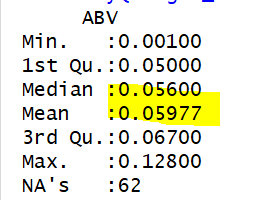 ABV
Min.   :0.00100
1st Qu.:0.05000
Median :0.05600
Mean   :0.05977
3rd Qu.:0.06700
Max.   :0.12800
NA's   :62